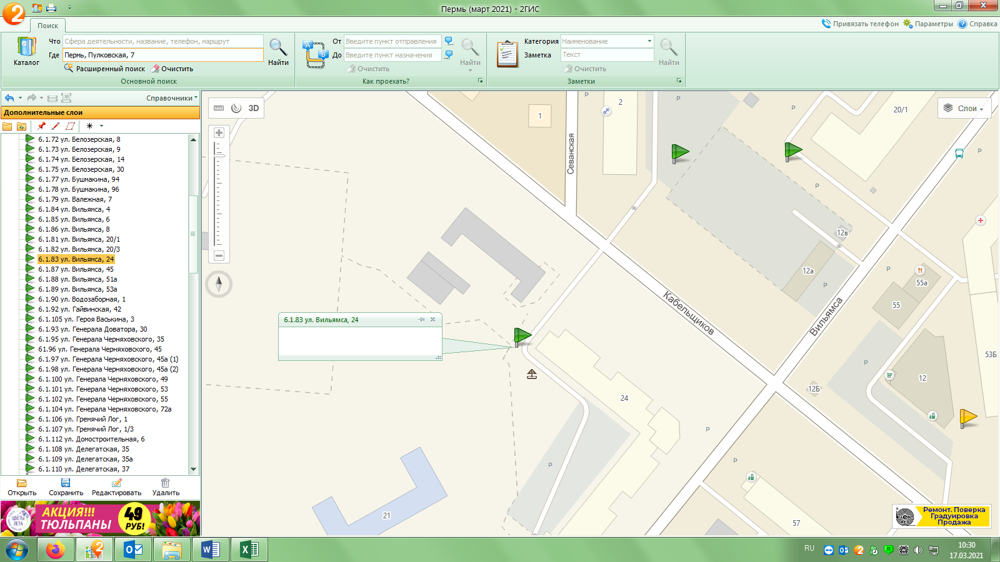 Пермь (март 2021) - 2ГИС
Поиск
Привязать телефон
Параметры
Справка
Каталог
Что
Сфера деятельности, название, телефон, маршрут
Где
Пермь, Пулковская, 7
Расширенный поиск
Очистить
Найти
Основной поиск
От
Введите пункт отправления
До
Введите пункт назначения
Очистить
Найти
Как проехать?
Категория
Наименование
Заметка
Текст
Очистить
Найти
Заметки
Справочники
Дополнительные слои
6.1.72 ул. Белозерская, 8
6.1.73 ул. Белозерская, 9
6.1.74 ул. Белозерская, 14
6.1.75 ул. Белозерская, 30
6.1.77 ул. Бушмакина, 94
6.1.78 ул. Бушмакина, 96
6.1.79 ул. Валежная, 7
6.1.84 ул. Вильямса, 4
6.1.85 ул. Вильямса, 6
6.1.86 ул. Вильямса, 8
6.1.81 ул. Вильямса, 20/1
6.1.82 ул. Вильямса, 20/3
6.1.83 ул. Вильямса, 24
6.1.87 ул. Вильямса, 45
6.1.88 ул. Вильямса, 51а
6.1.89 ул. Вильямса, 53а
6.1.90 ул. Водозаборная, 1
6.1.92 ул. Гайвинская, 42
6.1.105 ул. Героя Васькина, 3
6.1.93 ул. Генерала Доватора, 30
6.1.95 ул. Генерала Черняховского, 35
61.96 ул. Генерала Черняховского, 45
6.1.97 ул. Генерала Черняховского, 45а (1)
6.1.98 ул. Генерала Черняховского, 45а (2)
6.1.100 ул. Генерала Черняховского, 49
6.1.101 ул. Генерала Черняховского, 53
6.1.102 ул. Генерала Черняховского, 55
6.1.104 ул. Генерала Черняховского, 72а
6.1.106 ул. Гремячий Лог, 1
6.1.107 ул. Гремячий Лог, 1/3
6.1.112 ул. Домостроительная, 6
6.1.108 ул. Делегатская, 35
6.1.109 ул. Делегатская, 35а
6.1.110 ул. Делегатская, 37
Открыть
Сохранить
Редактировать
Удалить
ЦВЕТЫ ЛЕТА
АКЦИЯ!!!
ТЮЛЬПАНЫ
49
РУБ!
3D
Слои
1
2
20/1
P
P
P
P
P
Севанская
12в
12а
P
P
55а
55
Кабельщиков
Вильямса
6.1.83 ул. Вильямса, 24
53Б
P
12
12Б
24
P
P
P
21
57
Ремонт. Поверка
Градуировка
Продажа
RU
10:30
17.03.2021